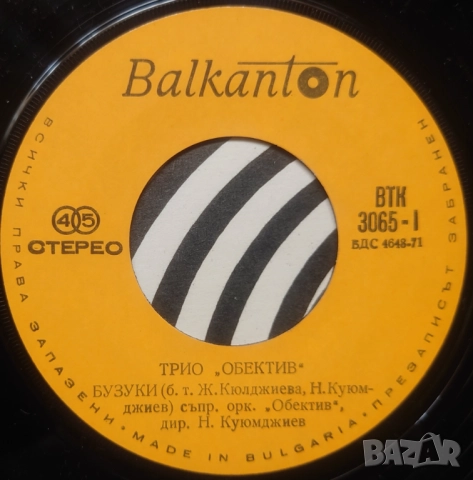 Balkanton
45
СТЕРЕО
ВТК
3065-I
БДС 4648-71
ТРИО „ОБЕКТИВ“
БУЗУКИ (б. т. Ж. Кюлджиева, Н. Куюм-
джиев) съпр. орк. „Обектив“,
дир. Н. Куюмджиев
ВСИЧКИ ПРАВА ЗАПАЗЕНИ • MADE IN BULGARIA • ПРЕЗАПИСЪТ ЗАБРАНЕН
BAZAR